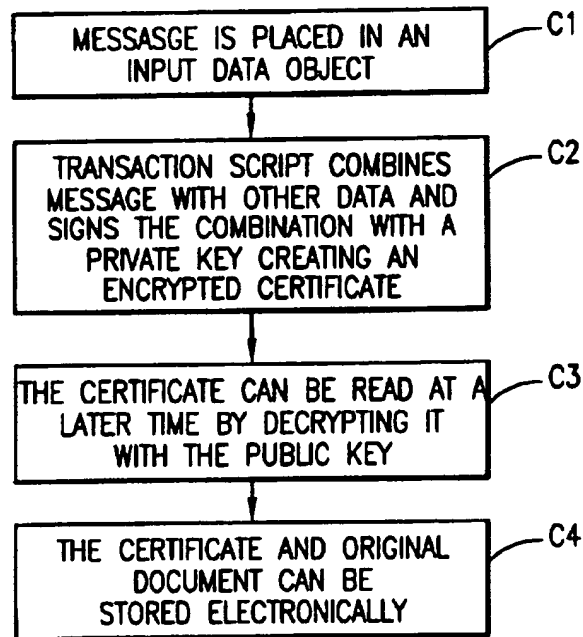 MESSASGE IS PLACED IN AN
INPUT DATA OBJECT
C1
TRANSACTION SCRIPT COMBINES
MESSAGE WITH OTHER DATA AND
SIGNS THE COMBINATION WITH A
PRIVATE KEY CREATING AN
ENCRYPTED CERTIFICATE
C2
THE CERTIFICATE CAN BE READ AT A
LATER TIME BY DECRYPTING IT
WITH THE PUBLIC KEY
C3
THE CERTIFICATE AND ORIGINAL
DOCUMENT CAN BE
STORED ELECTRONICALLY
C4